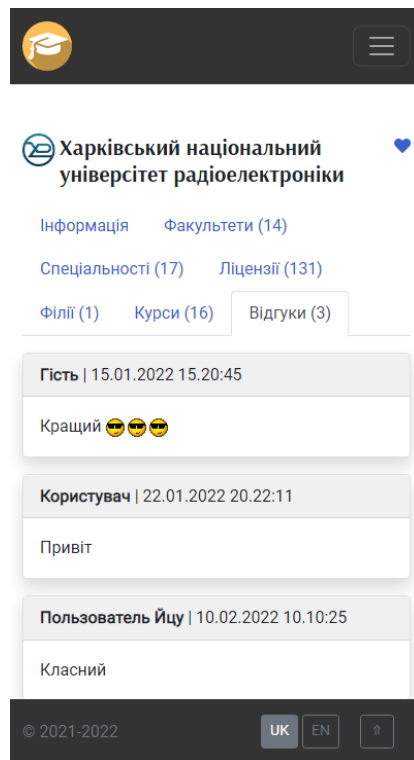 Харківський національний
універсітет радіоелектроніки
Інформація Факультети (14)
Спеціальності (17) Ліцензії (131)
Філії (1) Курси (16) Відгуки (3)
Гість | 15.01.2022 15.20:45
Кращий 😎😎😎
Користувач | 22.01.2022 20.22:11
Привіт
Пользователь Йцу | 10.02.2022 10.10:25
Класний
© 2021-2022 UK EN ⇑